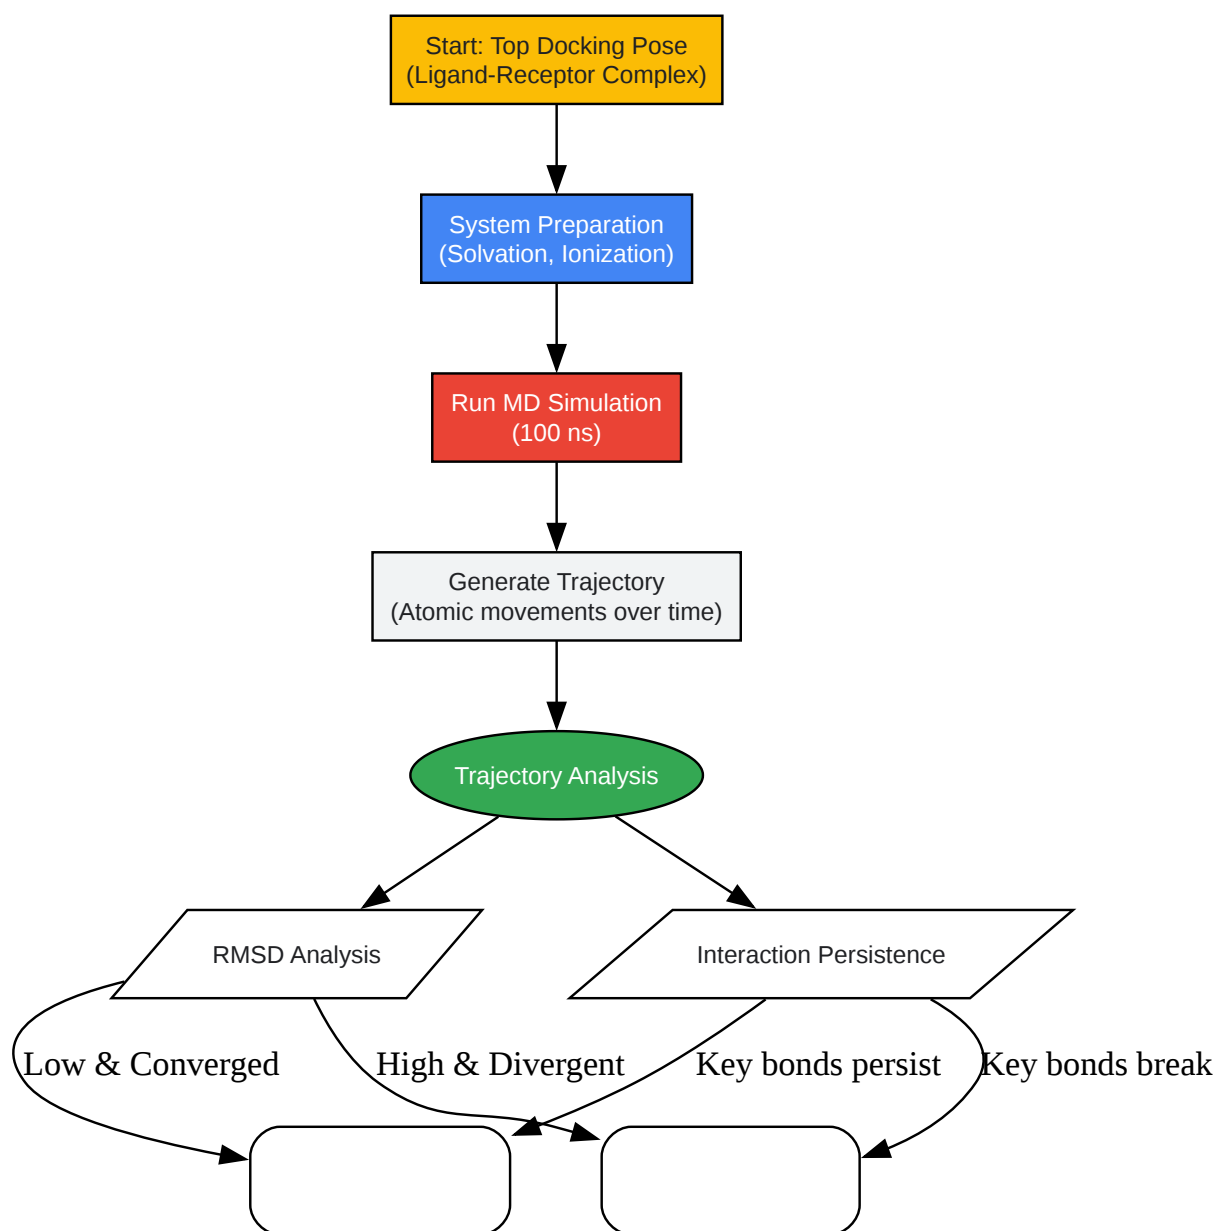 Start: Top Docking Pose
(Ligand-Receptor Complex)
System Preparation
(Solvation, Ionization)
Run MD Simulation
(100 ns)
Generate Trajectory
(Atomic movements over time)
Trajectory Analysis
RMSD Analysis
Interaction Persistence
Low & Converged
High & Divergent
Key bonds persist
Key bonds break